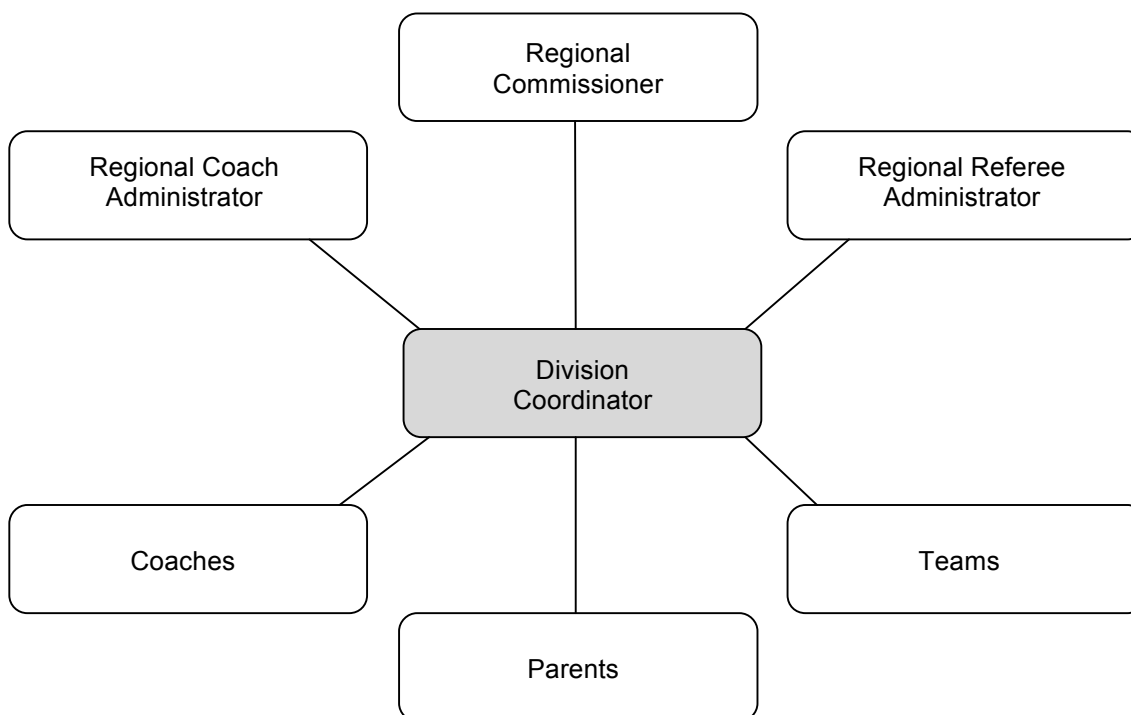 Regional
Commissioner
Regional Coach
Administrator
Regional Referee
Administrator
Division
Coordinator
Coaches
Teams
Parents